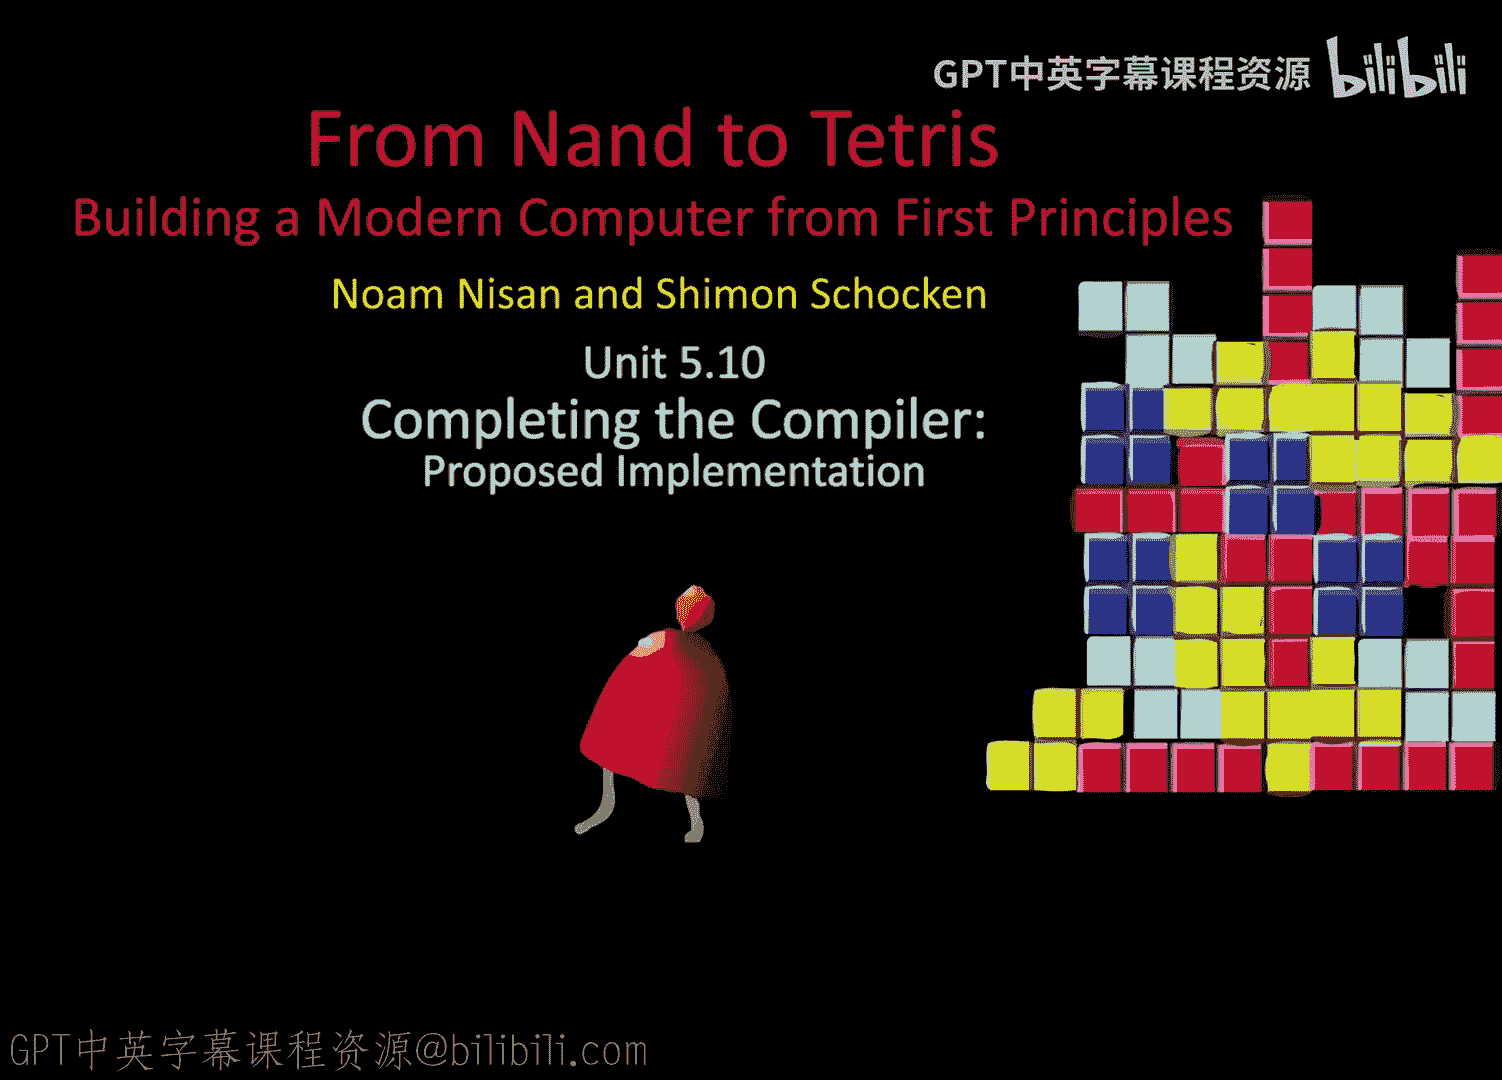 GPT中英字幕课程资源 bilibili
From Nand to Tetris
Building a Modern Computer from First Principles
Noam Nisan and Shimon Schocken
Unit 5.10
Completing the Compiler:
Proposed Implementation
GPT中英字幕课程资源@bilibili.com